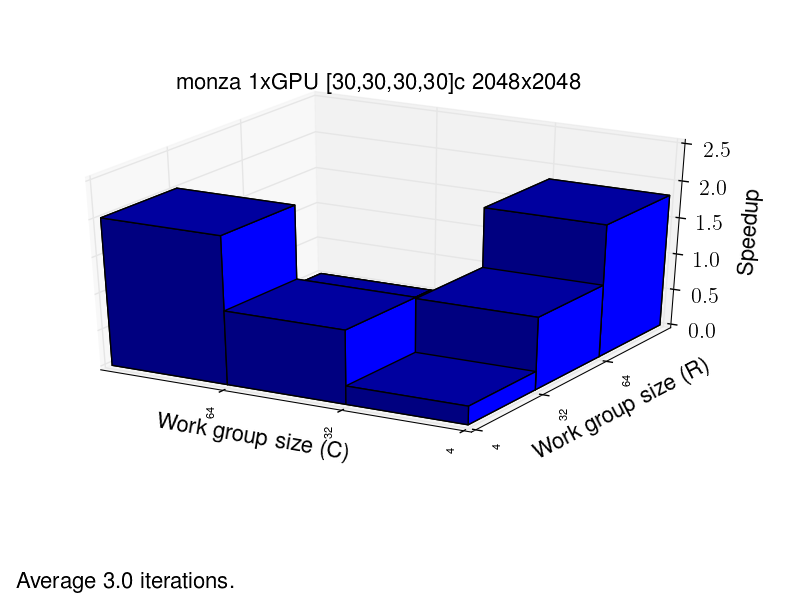 monza 1xGPU [30,30,30,30]c 2048x2048
2.5
2.0
1.5
1.0
0.5
0.0
Speedup
64
32
4
Work group size (C)
4
32
64
Work group size (R)
Average 3.0 iterations.